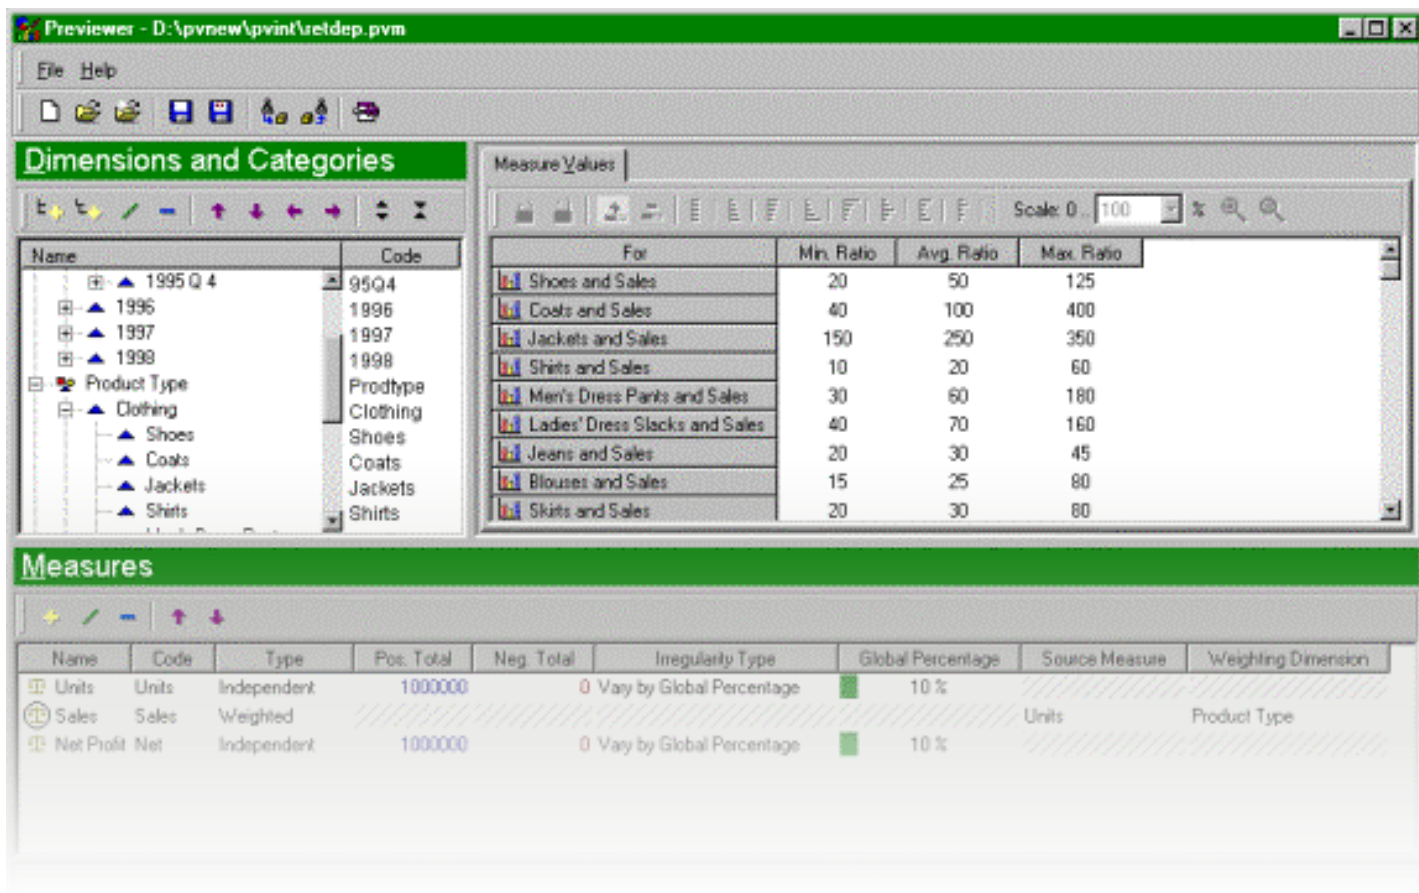 Previewer - D:\pvnew\pvint\setdep.pvm
File Help
Dimensions and Categories
Name Code
1995 Q 4 95Q4
1996 1996
1997 1997
1998 1998
Product Type Prodtype
Clothing Clothing
Shoes Shoes
Coats Coats
Jackets Jackets
Shirts Shirts
Measure Values
Scale: 0 .. 100 %
For Min. Ratio Avg. Ratio Max. Ratio
Shoes and Sales 20 50 125
Coats and Sales 40 100 400
Jackets and Sales 150 250 350
Shirts and Sales 10 20 60
Men's Dress Pants and Sales 30 60 180
Ladies' Dress Slacks and Sales 40 70 160
Jeans and Sales 20 30 45
Blouses and Sales 15 25 80
Skirts and Sales 20 30 80
Measures
Name Code Type Pos. Total Neg. Total Irregularity Type Global Percentage Source Measure Weighting Dimension
Units Units Independent 1000000 0 Vary by Global Percentage 10 %
Sales Sales Weighted Units Product Type
Net Profit Net Independent 1000000 0 Vary by Global Percentage 10 %